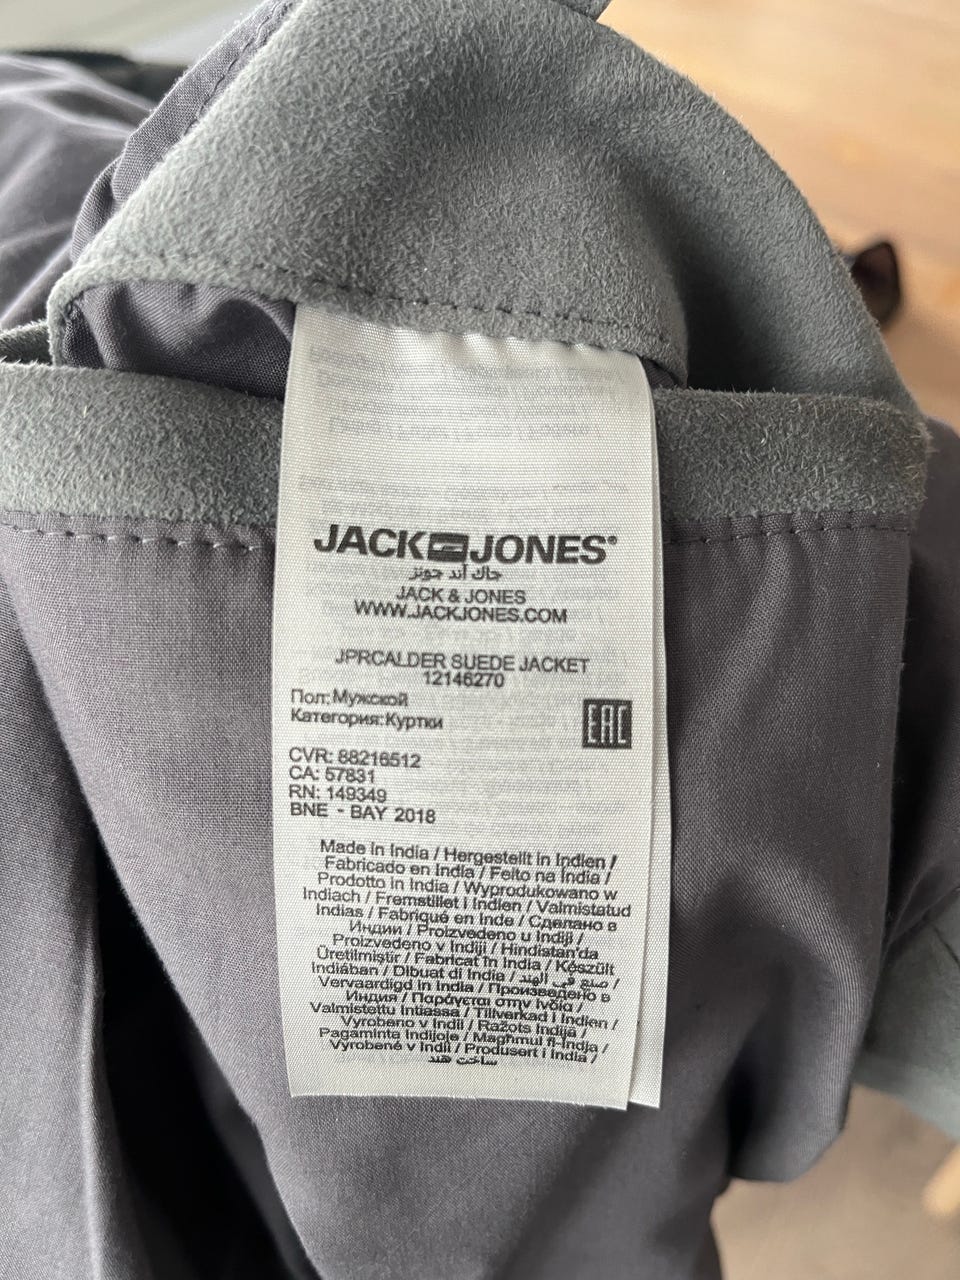 JACK JONES®
جاك أند جونز
JACK & JONES
WWW.JACKJONES.COM
JPRCALDER SUEDE JACKET
12146270
Пол: Мужской
Категория: Куртки
EAC
CVR: 88216512
CA: 57831
RN: 149349
BNE - BAY 2018
Made in India / Hergestellt in Indien /
Fabricado en India / Feito na India /
Prodotto in India / Wyprodukowano w
Indiach / Fremstillet i Indien / Valmistatud
Indias / Fabriqué en Inde / Сделано в
Индии / Proizvedeno u Indiji /
Proizvedeno v Indiji / Hindistan'da
Üretilmiştir / Fabricat în India / Készült
Indiában / Dibuat di India / صنع في الهند /
Vervaardigd in India / Произведено в
Индия / Παράγεται στην Ινδία /
Valmistettu Intiassa / Tillverkad i Indien /
Vyrobeno v Indii / Ražots Indijā /
Pagaminta Indijoje / Magħmul fl-Indja /
Vyrobené v Indii / Produsert i India /
ساخت هند